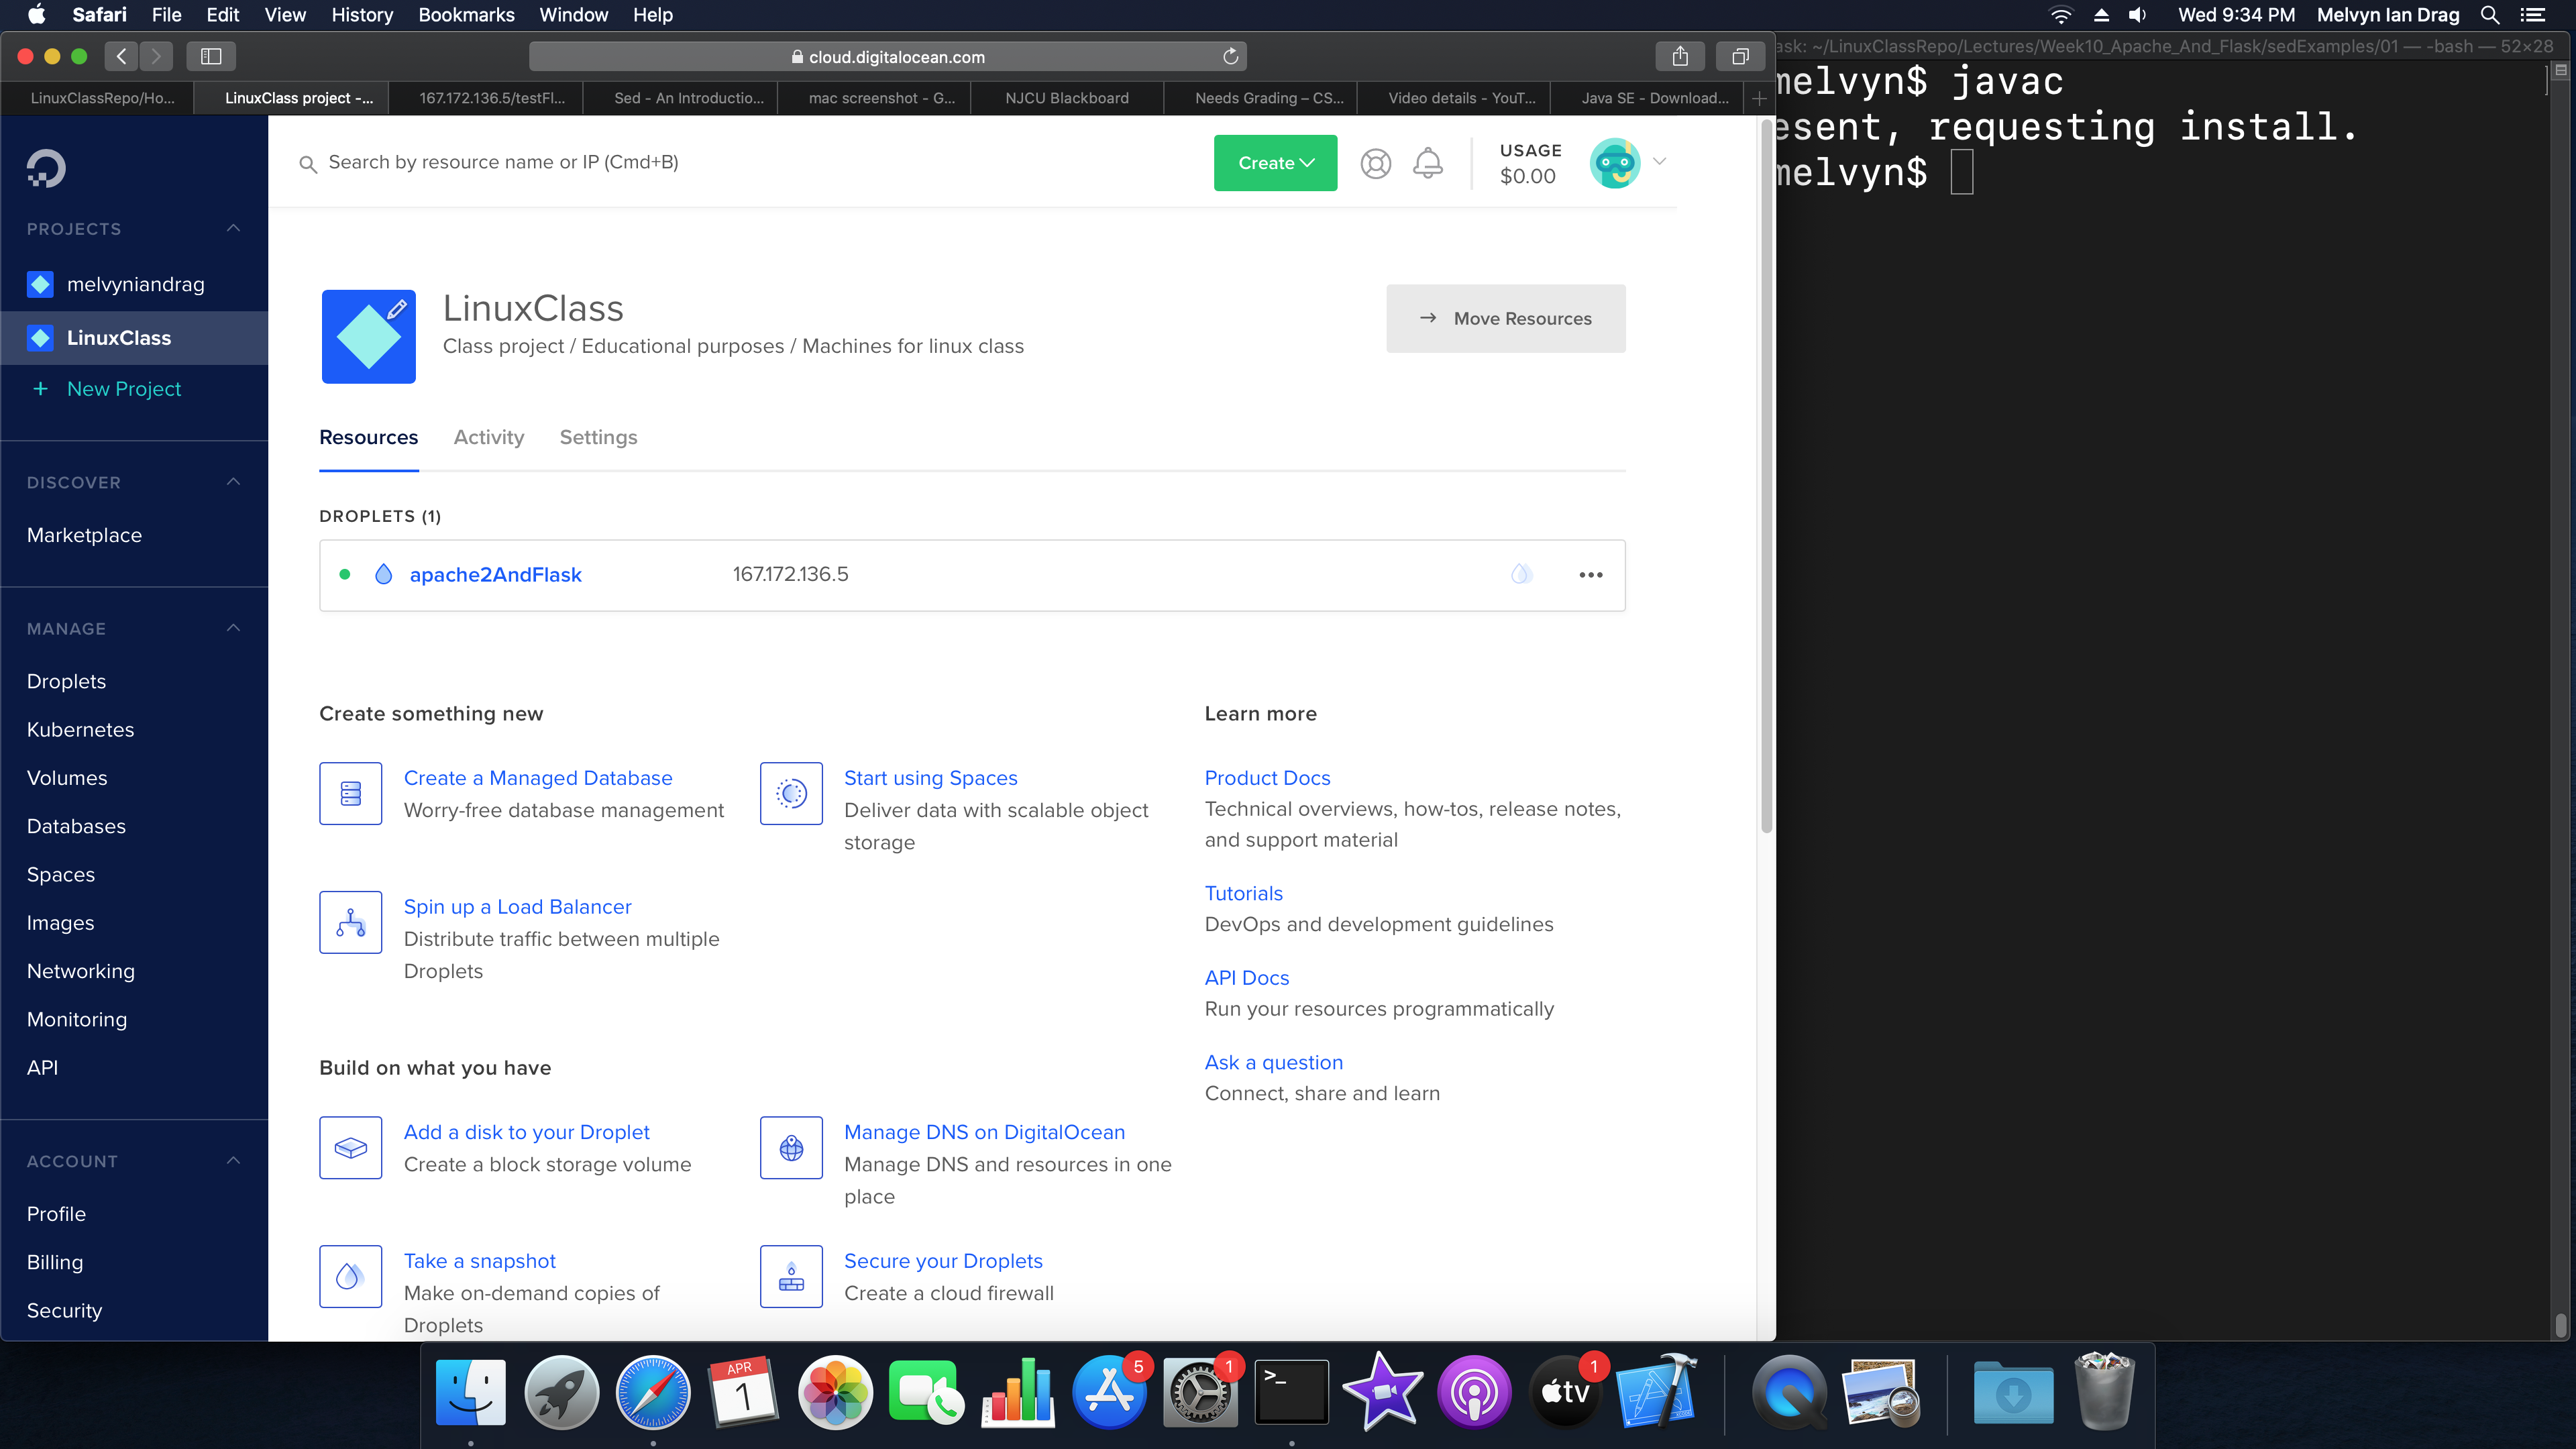 Safari File Edit View History Bookmarks Window Help Wed 9:34 PM Melvyn Ian Drag
cloud.digitalocean.com
ask: ~/LinuxClassRepo/Lectures/Week10_Apache_And_Flask/sedExamples/01 — -bash — 52×28
LinuxClassRepo/Ho... LinuxClass project -... 167.172.136.5/testFl... Sed - An Introductio... mac screenshot - G... NJCU Blackboard Needs Grading – CS... Video details - YouT... Java SE - Download...
melvyn$ javac
esent, requesting install.
melvyn$
Search by resource name or IP (Cmd+B)
Create
USAGE
$0.00
PROJECTS
melvyniandrag
LinuxClass
New Project
DISCOVER
Marketplace
MANAGE
Droplets
Kubernetes
Volumes
Databases
Spaces
Images
Networking
Monitoring
API
ACCOUNT
Profile
Billing
Security
LinuxClass
Class project / Educational purposes / Machines for linux class
→ Move Resources
Resources Activity Settings
DROPLETS (1)
apache2AndFlask 167.172.136.5
Create something new
Create a Managed Database
Worry-free database management
Start using Spaces
Deliver data with scalable object
storage
Spin up a Load Balancer
Distribute traffic between multiple
Droplets
Learn more
Product Docs
Technical overviews, how-tos, release notes,
and support material
Tutorials
DevOps and development guidelines
API Docs
Run your resources programmatically
Ask a question
Connect, share and learn
Build on what you have
Add a disk to your Droplet
Create a block storage volume
Manage DNS on DigitalOcean
Manage DNS and resources in one
place
Take a snapshot
Make on-demand copies of
Droplets
Secure your Droplets
Create a cloud firewall
APR
1
5
1
>_
tv
1